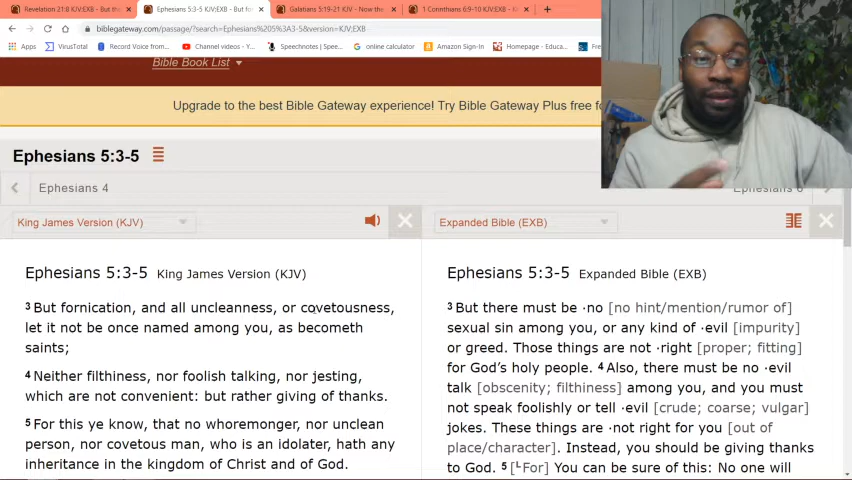 Revelation 21:8 KJV;EXB - But th
Ephesians 5:3-5 KJV;EXB - But fo
Galatians 5:19-21 KJV - Now the
1 Corinthians 6:9-10 KJV;EXB - K
biblegateway.com/passage/?search=Ephesians%205%3A3-5&version=KJV;EXB
Apps VirusTotal Record Voice from... Channel videos - Y... Speechnotes | Spee... online calculator Amazon Sign-In Homepage - Educa... Free
Bible Book List
Upgrade to the best Bible Gateway experience! Try Bible Gateway Plus free fo
Ephesians 5:3-5
Ephesians 4
Ephesians 6
King James Version (KJV)
Expanded Bible (EXB)
Ephesians 5:3-5 King James Version (KJV)
3 But fornication, and all uncleanness, or covetousness,
let it not be once named among you, as becometh
saints;
4 Neither filthiness, nor foolish talking, nor jesting,
which are not convenient: but rather giving of thanks.
5 For this ye know, that no whoremonger, nor unclean
person, nor covetous man, who is an idolater, hath any
inheritance in the kingdom of Christ and of God.
Ephesians 5:3-5 Expanded Bible (EXB)
3 But there must be ·no [no hint/mention/rumor of]
sexual sin among you, or any kind of ·evil [impurity]
or greed. Those things are not ·right [proper; fitting]
for God's holy people. 4 Also, there must be no ·evil
talk [obscenity; filthiness] among you, and you must
not speak foolishly or tell ·evil [crude; coarse; vulgar]
jokes. These things are ·not right for you [out of
place/character]. Instead, you should be giving thanks
to God. 5 [L For] You can be sure of this: No one will